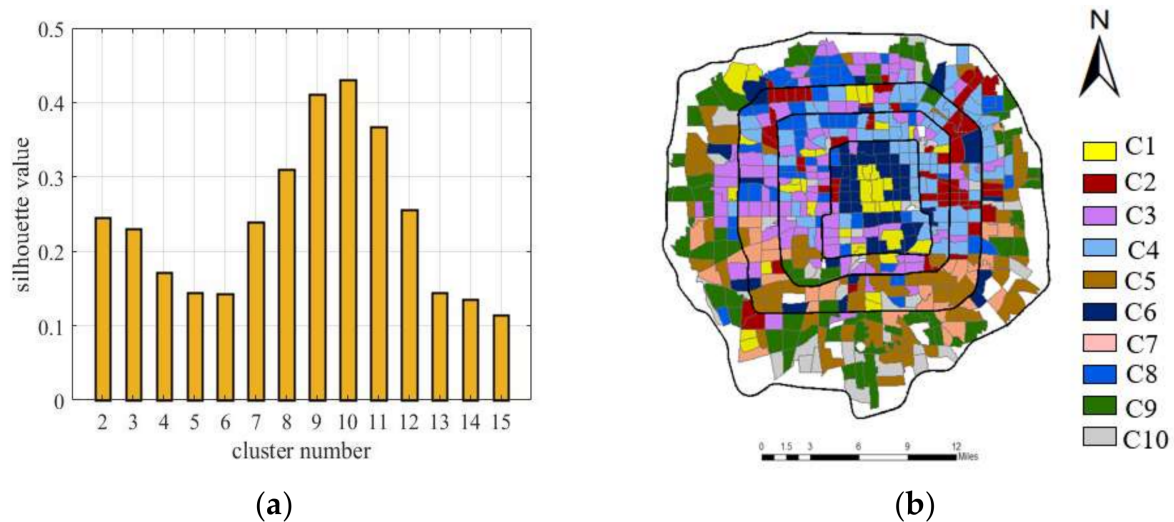 0.5
0.4
0.3
0.2
0.1
0
silhouette value
2 3 4 5 6 7 8 9 10 11 12 13 14 15
cluster number
(a)
N
C1
C2
C3
C4
C5
C6
C7
C8
C9
C10
0 1.5 3 6 9 12
Miles
(b)